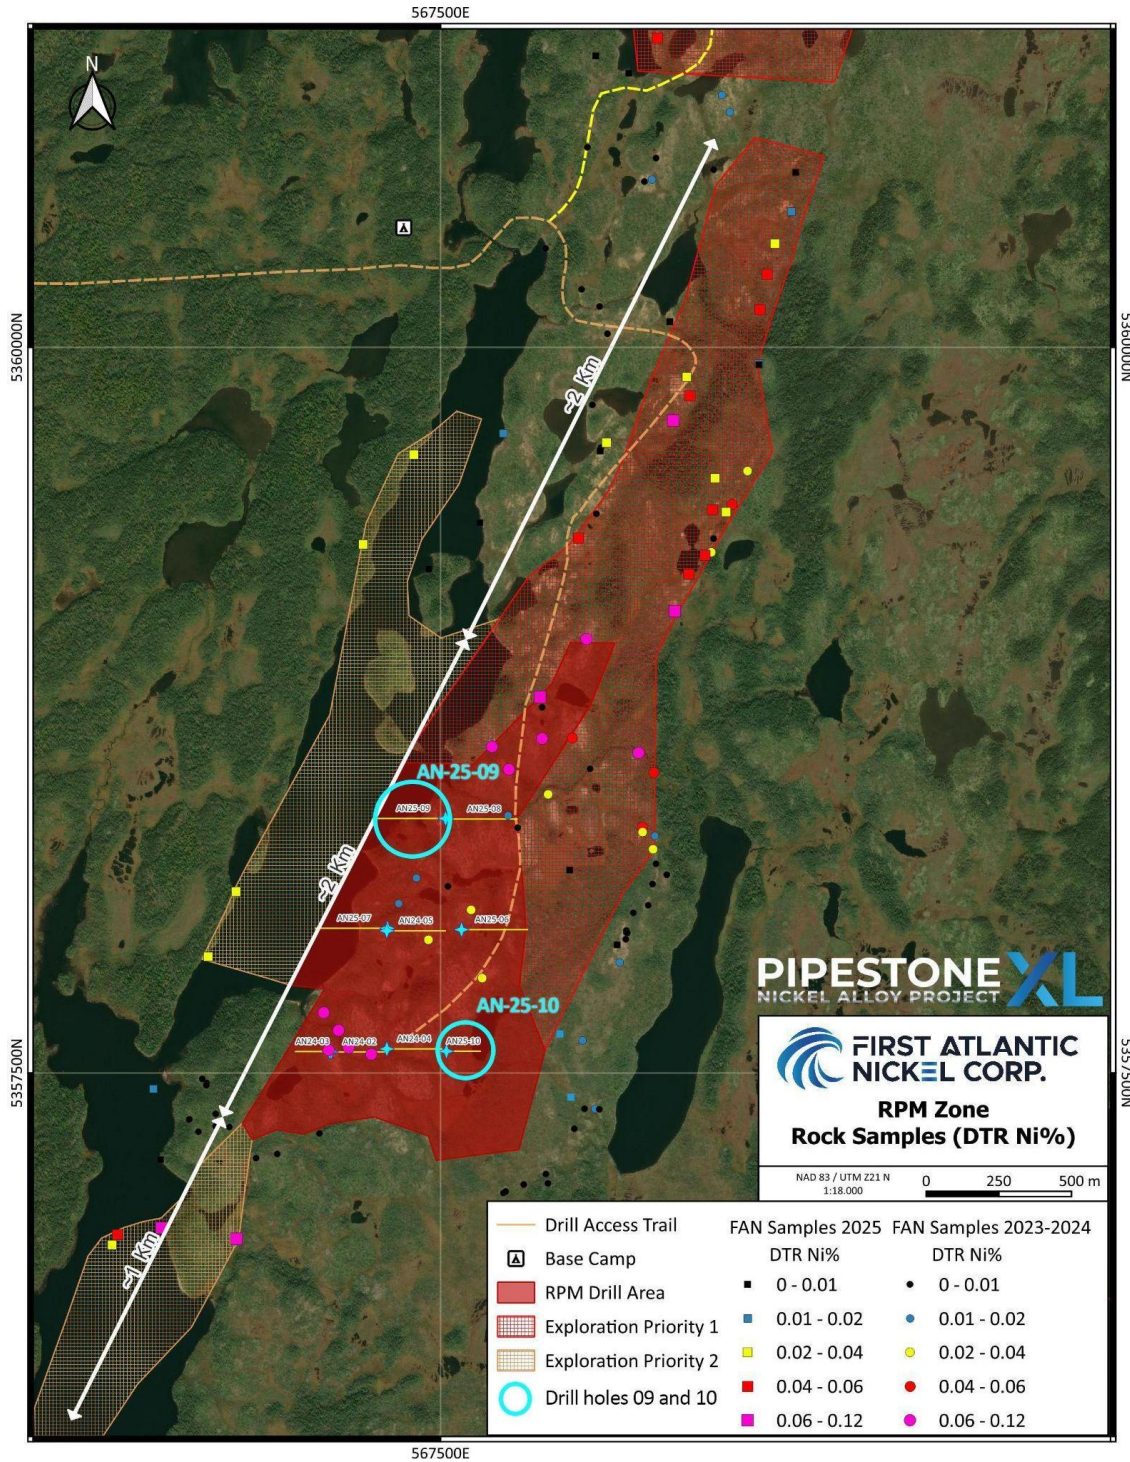 567500E
N
5360000N
5360000N
~2 Km
AN-25-09
AN25-09
AN25-08
~2 Km
AN25-07
AN24-05
AN25-06
AN-25-10
AN24-03
AN24-02
AN24-04
AN25-10
5357500N
5357500N
~1 Km
PIPESTONE XL
NICKEL ALLOY PROJECT
FIRST ATLANTIC
NICKEL CORP.
RPM Zone
Rock Samples (DTR Ni%)
NAD 83 / UTM Z21 N
1:18.000
0 250 500 m
Drill Access Trail
Base Camp
RPM Drill Area
Exploration Priority 1
Exploration Priority 2
Drill holes 09 and 10
FAN Samples 2025
DTR Ni%
0 - 0.01
0.01 - 0.02
0.02 - 0.04
0.04 - 0.06
0.06 - 0.12
FAN Samples 2023-2024
DTR Ni%
0 - 0.01
0.01 - 0.02
0.02 - 0.04
0.04 - 0.06
0.06 - 0.12
567500E